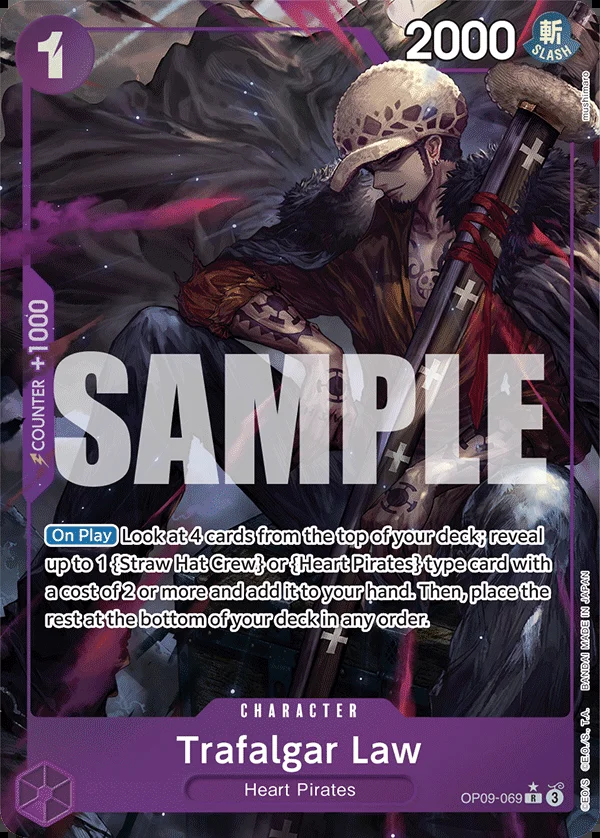 1
2000
斬
SLASH
mushimaro
COUNTER +1000
SAMPLE
On Play Look at 4 cards from the top of your deck; reveal
up to 1 {Straw Hat Crew} or {Heart Pirates} type card with
a cost of 2 or more and add it to your hand. Then, place the
rest at the bottom of your deck in any order.
CHARACTER
Trafalgar Law
Heart Pirates
OP09-069 R 3
©EO/S ©E.O./S., T.A. BANDAI MADE IN JAPAN